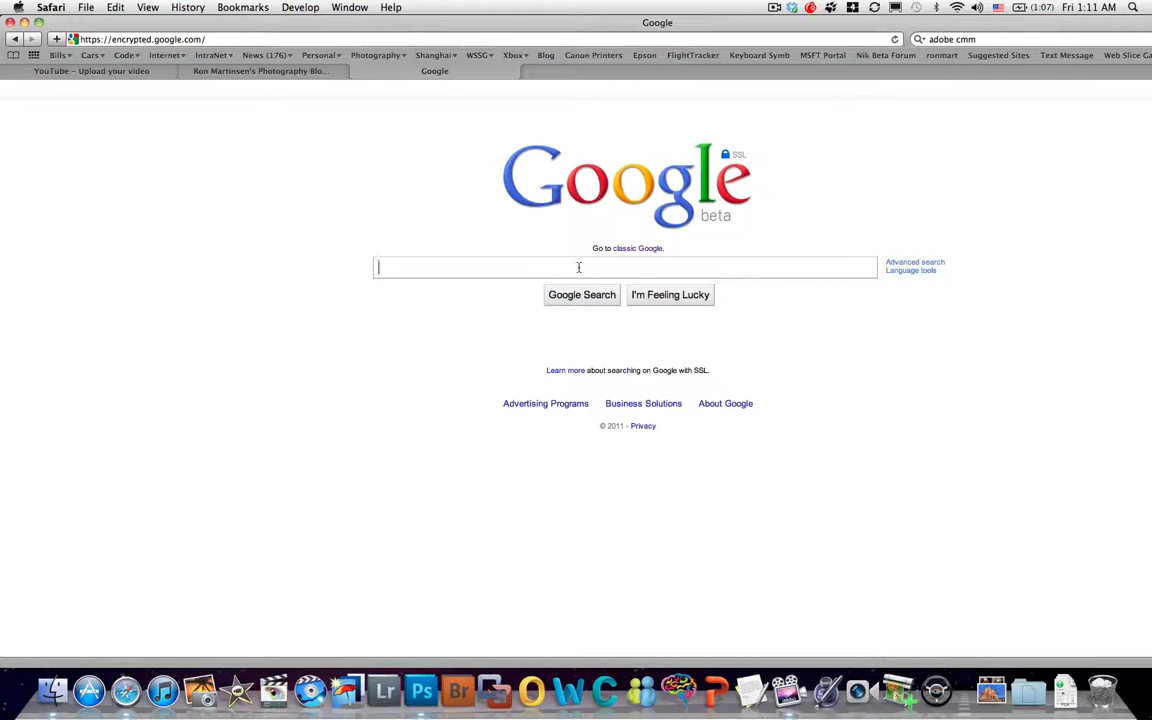 Safari File Edit View History Bookmarks Develop Window Help (1:07) Fri 1:11 AM
Google
https://encrypted.google.com/ adobe cmm
Bills Cars Code Internet IntraNet News (176) Personal Photography Shanghai WSSG Xbox Blog Canon Printers Epson FlightTracker Keyboard Symb MSFT Portal Nik Beta Forum ronmart Suggested Sites Text Message Web Slice Ga
YouTube - Upload your video Ron Martinsen's Photography Blo... Google
Google SSL
beta
Go to classic Google.
Advanced search
Language tools
Google Search I'm Feeling Lucky
Learn more about searching on Google with SSL.
Advertising Programs Business Solutions About Google
© 2011 - Privacy
Lr Ps Br O W C P